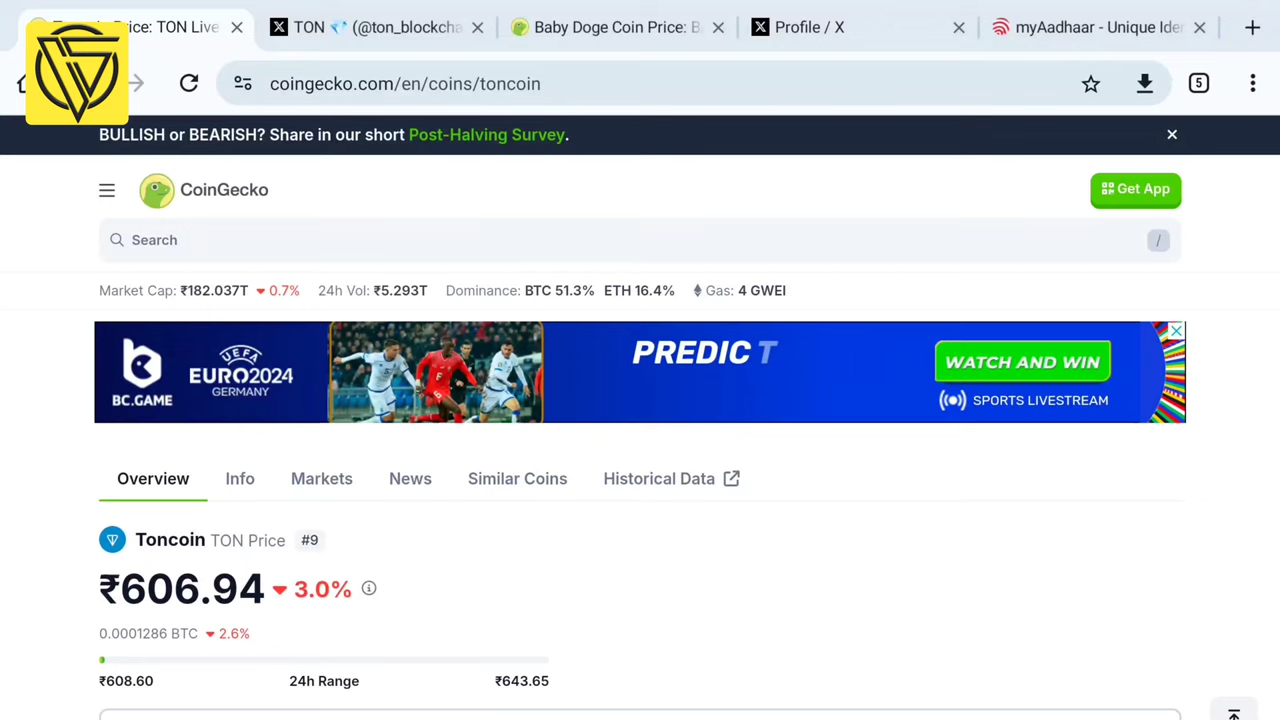 Price: TON Live
TON 💎 (@ton_blockcha
Baby Doge Coin Price: B
Profile / X
myAadhaar - Unique Ider
coingecko.com/en/coins/toncoin
5
BULLISH or BEARISH? Share in our short Post-Halving Survey.
CoinGecko
Get App
Search
/
Market Cap: ₹182.037T 0.7% 24h Vol: ₹5.293T Dominance: BTC 51.3% ETH 16.4% Gas: 4 GWEI
BC.GAME
UEFA
EURO2024
GERMANY
PREDIC T
WATCH AND WIN
SPORTS LIVESTREAM
Overview Info Markets News Similar Coins Historical Data
Toncoin TON Price #9
₹606.94 3.0%
0.0001286 BTC 2.6%
₹608.60 24h Range ₹643.65